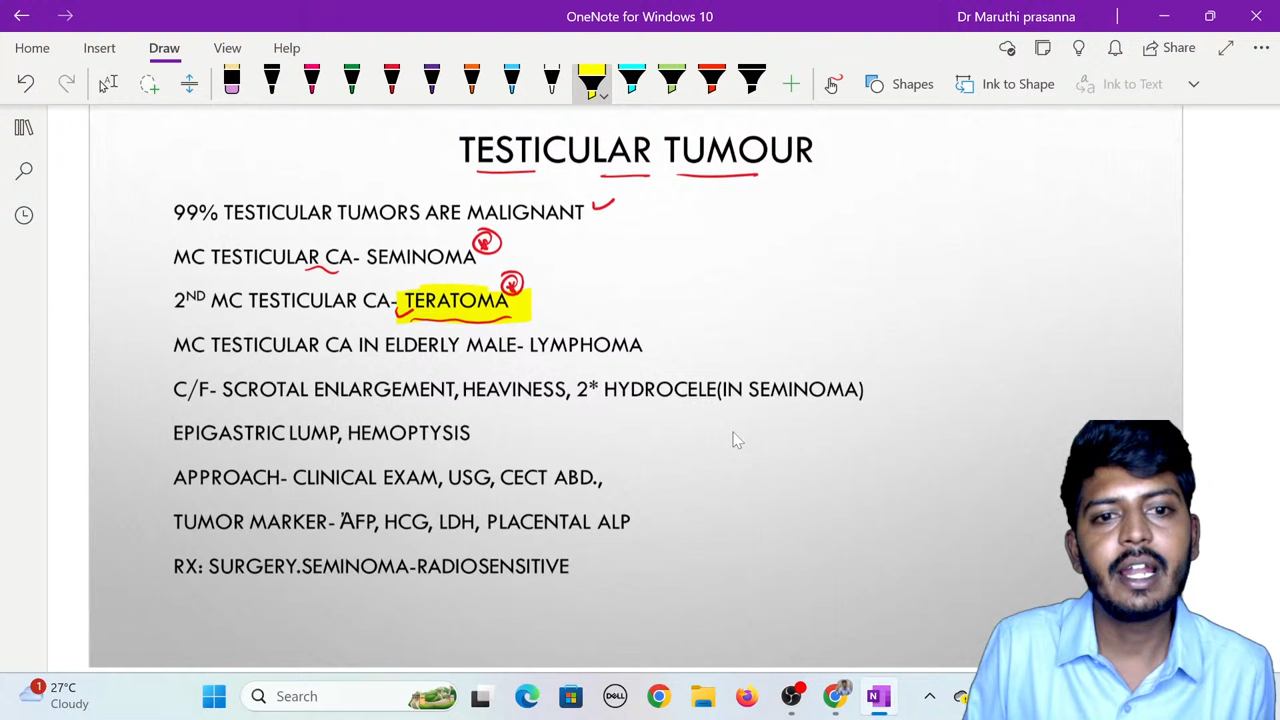 OneNote for Windows 10
Dr Maruthi prasanna
Home Insert Draw View Help
Share
Shapes
Ink to Shape
Ink to Text
TESTICULAR TUMOUR
99% TESTICULAR TUMORS ARE MALIGNANT
MC TESTICULAR CA- SEMINOMA
2ND MC TESTICULAR CA- TERATOMA
MC TESTICULAR CA IN ELDERLY MALE- LYMPHOMA
C/F- SCROTAL ENLARGEMENT, HEAVINESS, 2* HYDROCELE(IN SEMINOMA)
EPIGASTRIC LUMP, HEMOPTYSIS
APPROACH- CLINICAL EXAM, USG, CECT ABD.,
TUMOR MARKER- ἈFP, HCG, LDH, PLACENTAL ALP
RX: SURGERY.SEMINOMA-RADIOSENSITIVE
1
27°C
Cloudy
Search
DELL